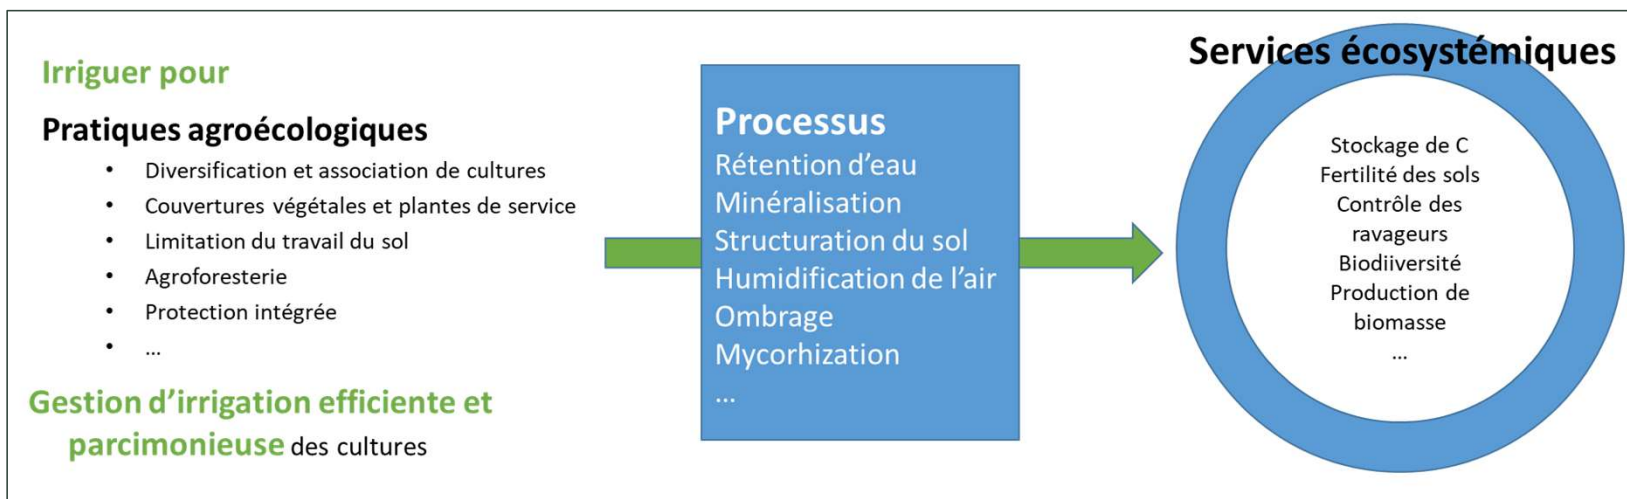 Irriguer pour
Pratiques agroécologiques
• Diversification et association de cultures
• Couvertures végétales et plantes de service
• Limitation du travail du sol
• Agroforesterie
• Protection intégrée
• ...
Gestion d'irrigation efficiente et
parcimonieuse des cultures
Processus
Rétention d'eau
Minéralisation
Structuration du sol
Humidification de l'air
Ombrage
Mycorhization
...
Services écosystémiques
Stockage de C
Fertilité des sols
Contrôle des
ravageurs
Biodiiversité
Production de
biomasse
...